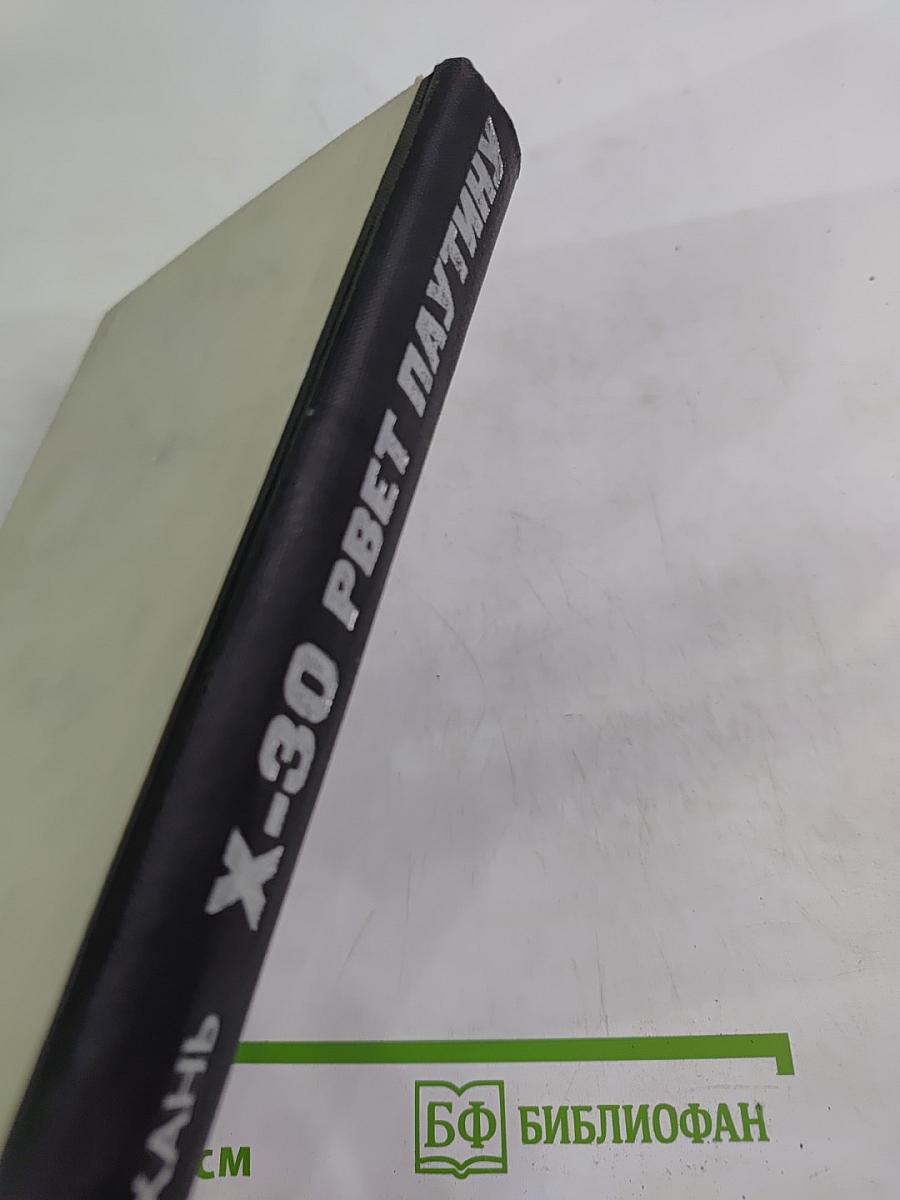 Х-30 РВЕТ ПАУТИНУ
КАНЬ
см
БФ БИБЛИОФАН